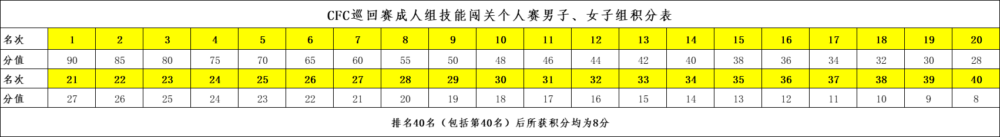 CFC巡回赛成人组技能闯关个人赛男子、女子组积分表
名次 1 2 3 4 5 6 7 8 9 10 11 12 13 14 15 16 17 18 19 20
分值 90 85 80 75 70 65 60 55 50 48 46 44 42 40 38 36 34 32 30 28
名次 21 22 23 24 25 26 27 28 29 30 31 32 33 34 35 36 37 38 39 40
分值 27 26 25 24 23 22 21 20 19 18 17 16 15 14 13 12 11 10 9 8
排名40名（包括第40名）后所获积分均为8分